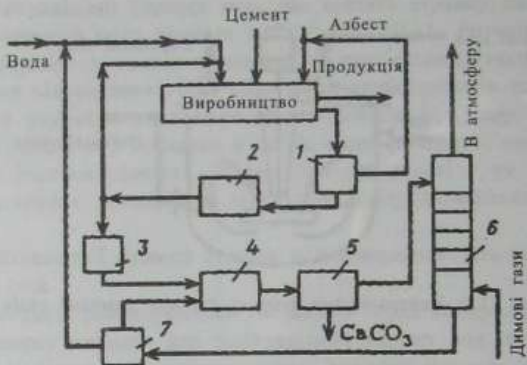 Цемент
Азбест
Вода
Продукція
Виробництво
В атмосферу
2
1
3
4
5
6
7
CaCO3
Димові гази